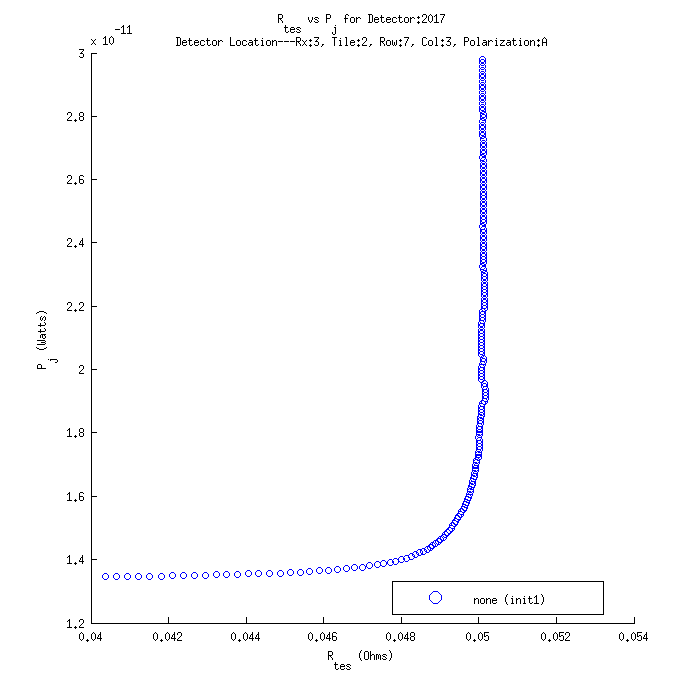 R_tes vs P_j for Detector:2017
Detector Location---Rx:3, Tile:2, Row:7, Col:3, Polarization:A
x 10^-11
3
2.8
2.6
2.4
2.2
2
1.8
1.6
1.4
1.2
P_j (Watts)
0.04 0.042 0.044 0.046 0.048 0.05 0.052 0.054
R_tes (Ohms)
none (init1)